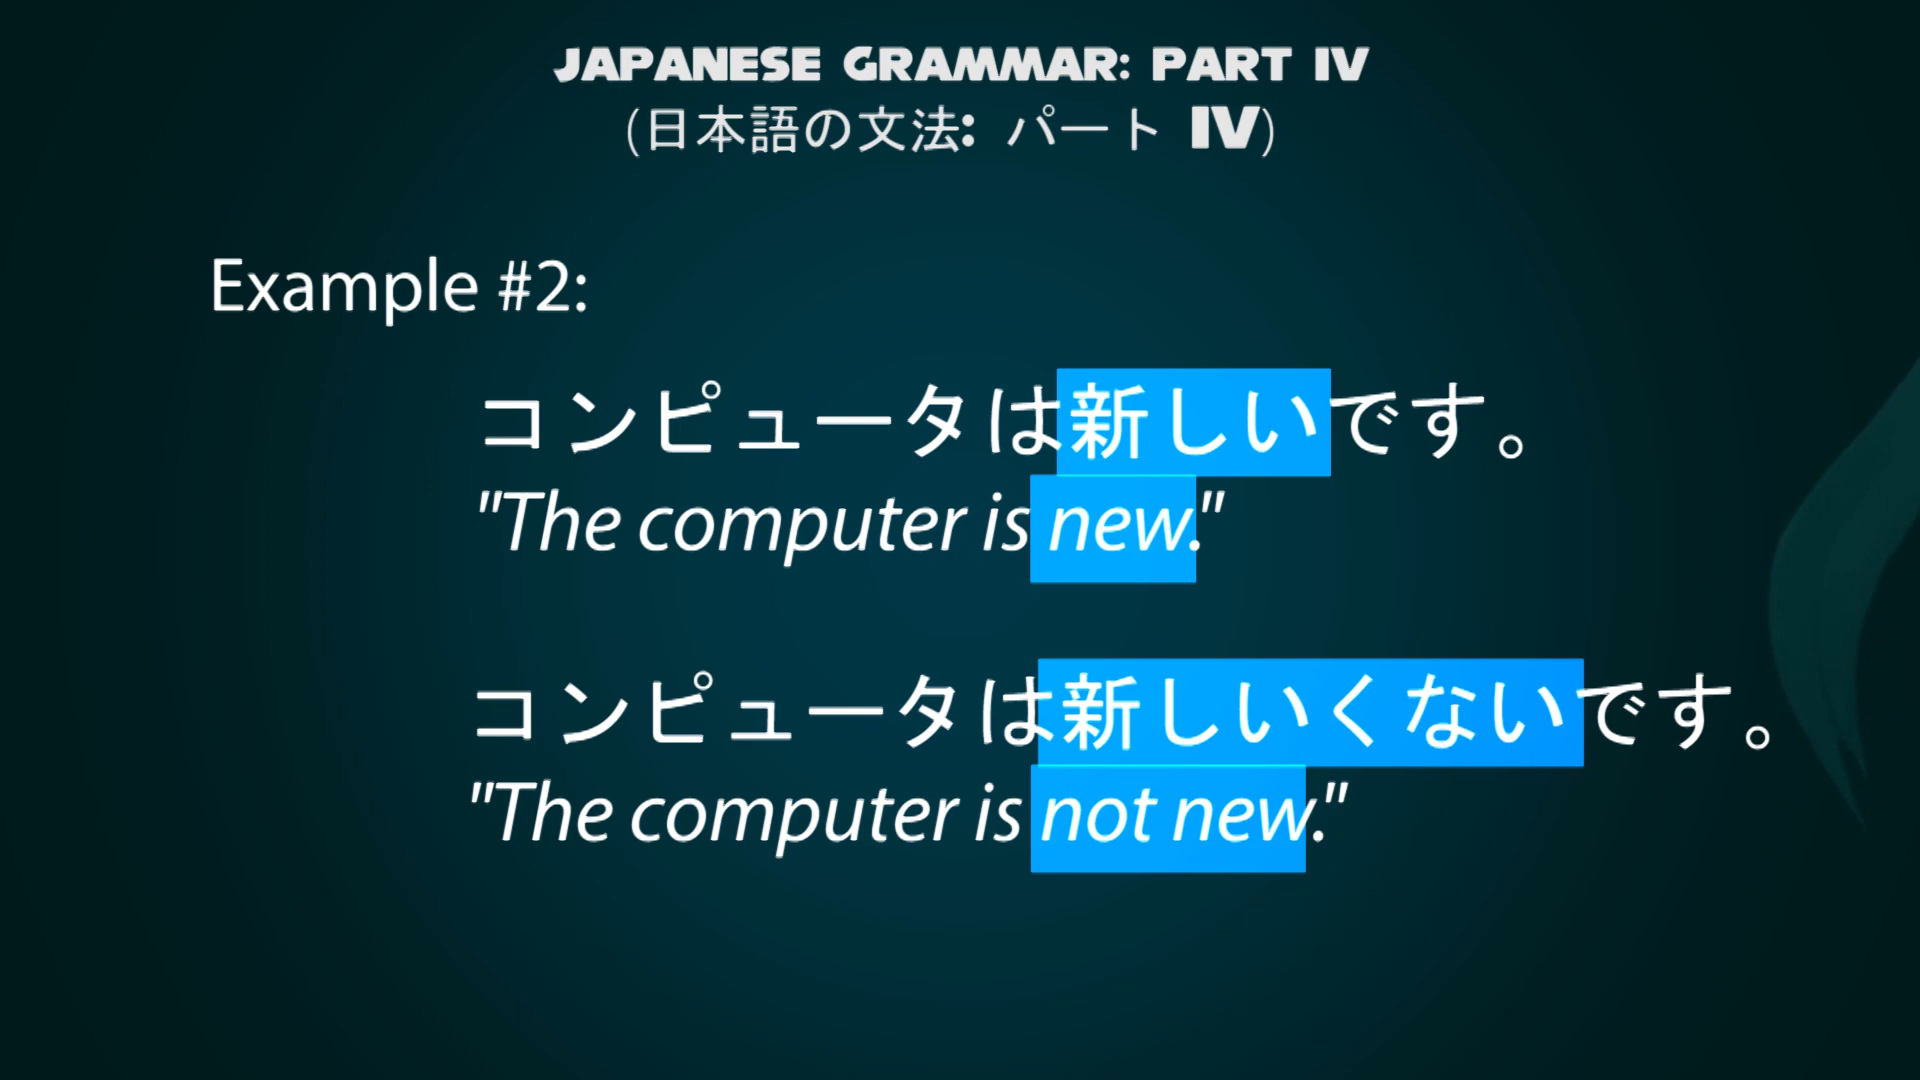 JAPANESE GRAMMAR: PART IV
(日本語の文法: パート IV)
Example #2:
コンピュータは新しいです。
"The computer is new."
コンピュータは新しいくないです。
"The computer is not new."